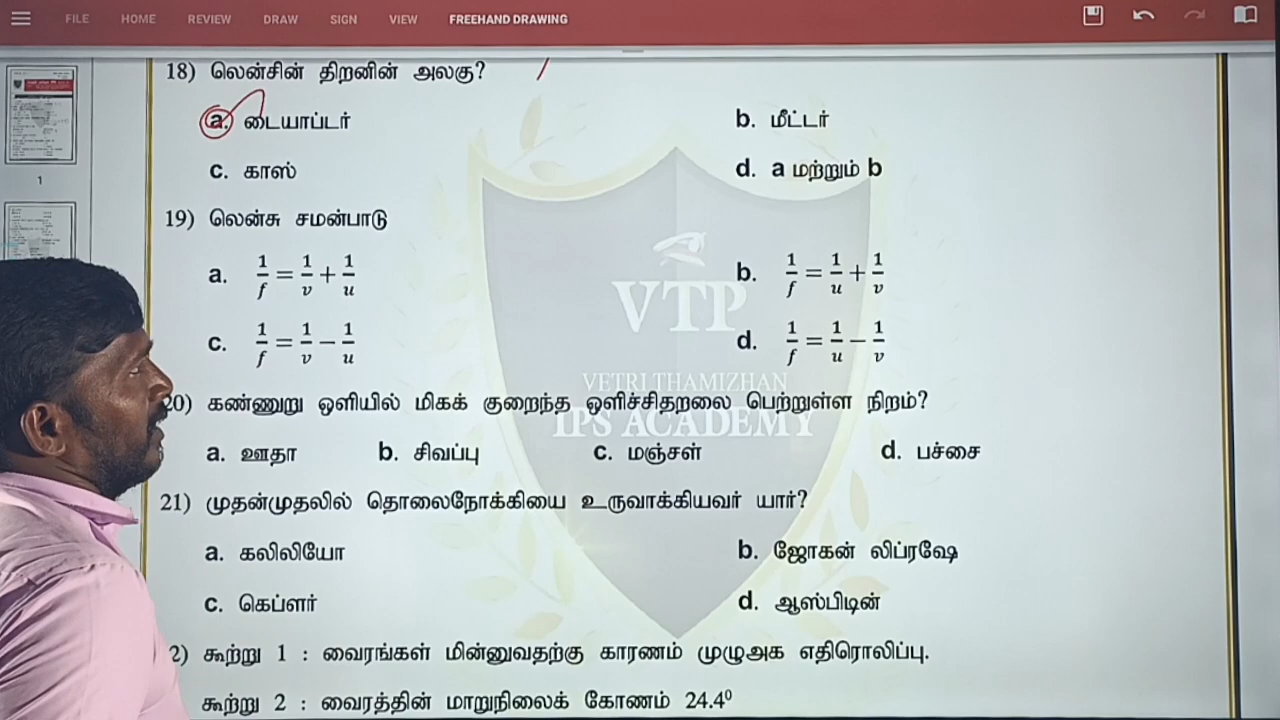 FILE HOME REVIEW DRAW SIGN VIEW FREEHAND DRAWING
18) லென்சின் திறனின் அலகு?
a. டையாப்டர் b. மீட்டர்
c. காஸ் d. a மற்றும் b
19) லென்சு சமன்பாடு
a. 1/f = 1/v + 1/u b. 1/f = 1/u + 1/v
c. 1/f = 1/v − 1/u d. 1/f = 1/u − 1/v
20) கண்ணுறு ஒளியில் மிகக் குறைந்த ஒளிச்சிதறலை பெற்றுள்ள நிறம்?
a. ஊதா b. சிவப்பு c. மஞ்சள் d. பச்சை
21) முதன்முதலில் தொலைநோக்கியை உருவாக்கியவர் யார்?
a. கலிலியோ b. ஜோகன் லிப்ரஷே
c. கெப்ளர் d. ஆஸ்பிடின்
2) கூற்று 1 : வைரங்கள் மின்னுவதற்கு காரணம் முழுஅக எதிரொலிப்பு.
கூற்று 2 : வைரத்தின் மாறுநிலைக் கோணம் 24.4⁰
VTP
VETRI THAMIZHAN
IPS ACADEMY
1